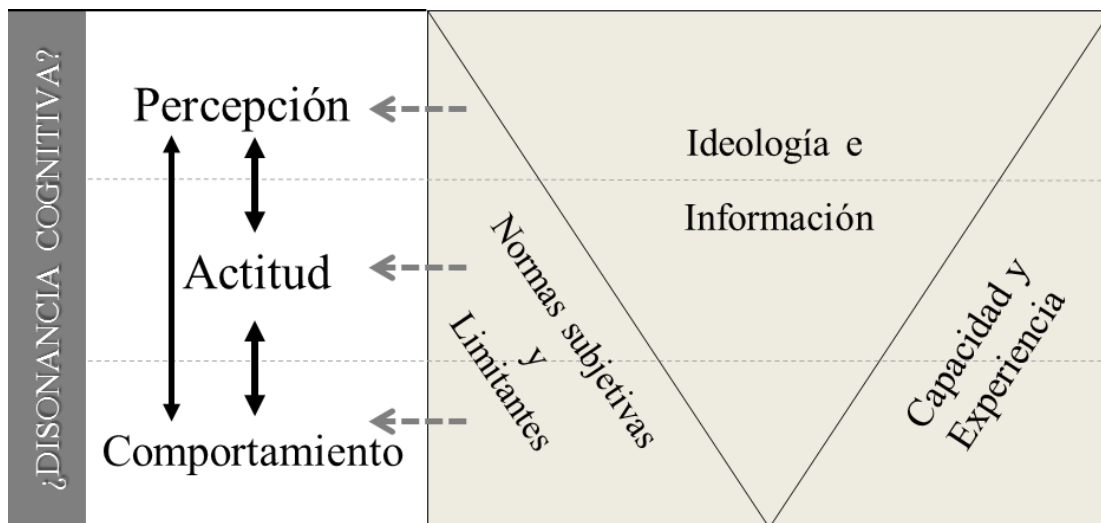 ¿DISONANCIA COGNITIVA?
Percepción
Actitud
Comportamiento
Ideología e
Información
Normas subjetivas
y
Limitantes
Capacidad y
Experiencia